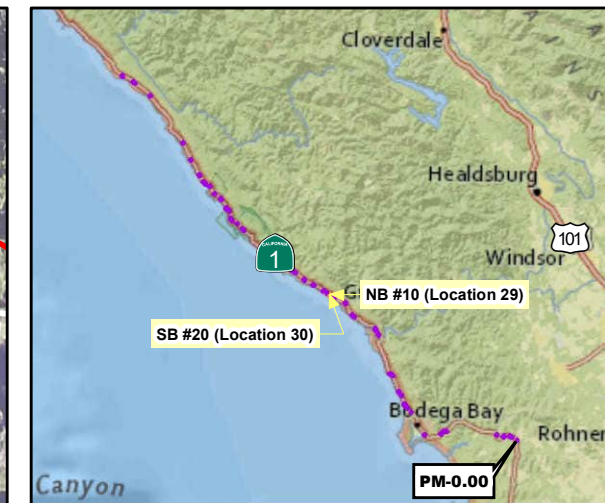 Cloverdale
Healdsburg
101
Windsor
CALIFORNIA
1
NB #10 (Location 29)
SB #20 (Location 30)
Bodega Bay
Rohner
PM-0.00
Canyon